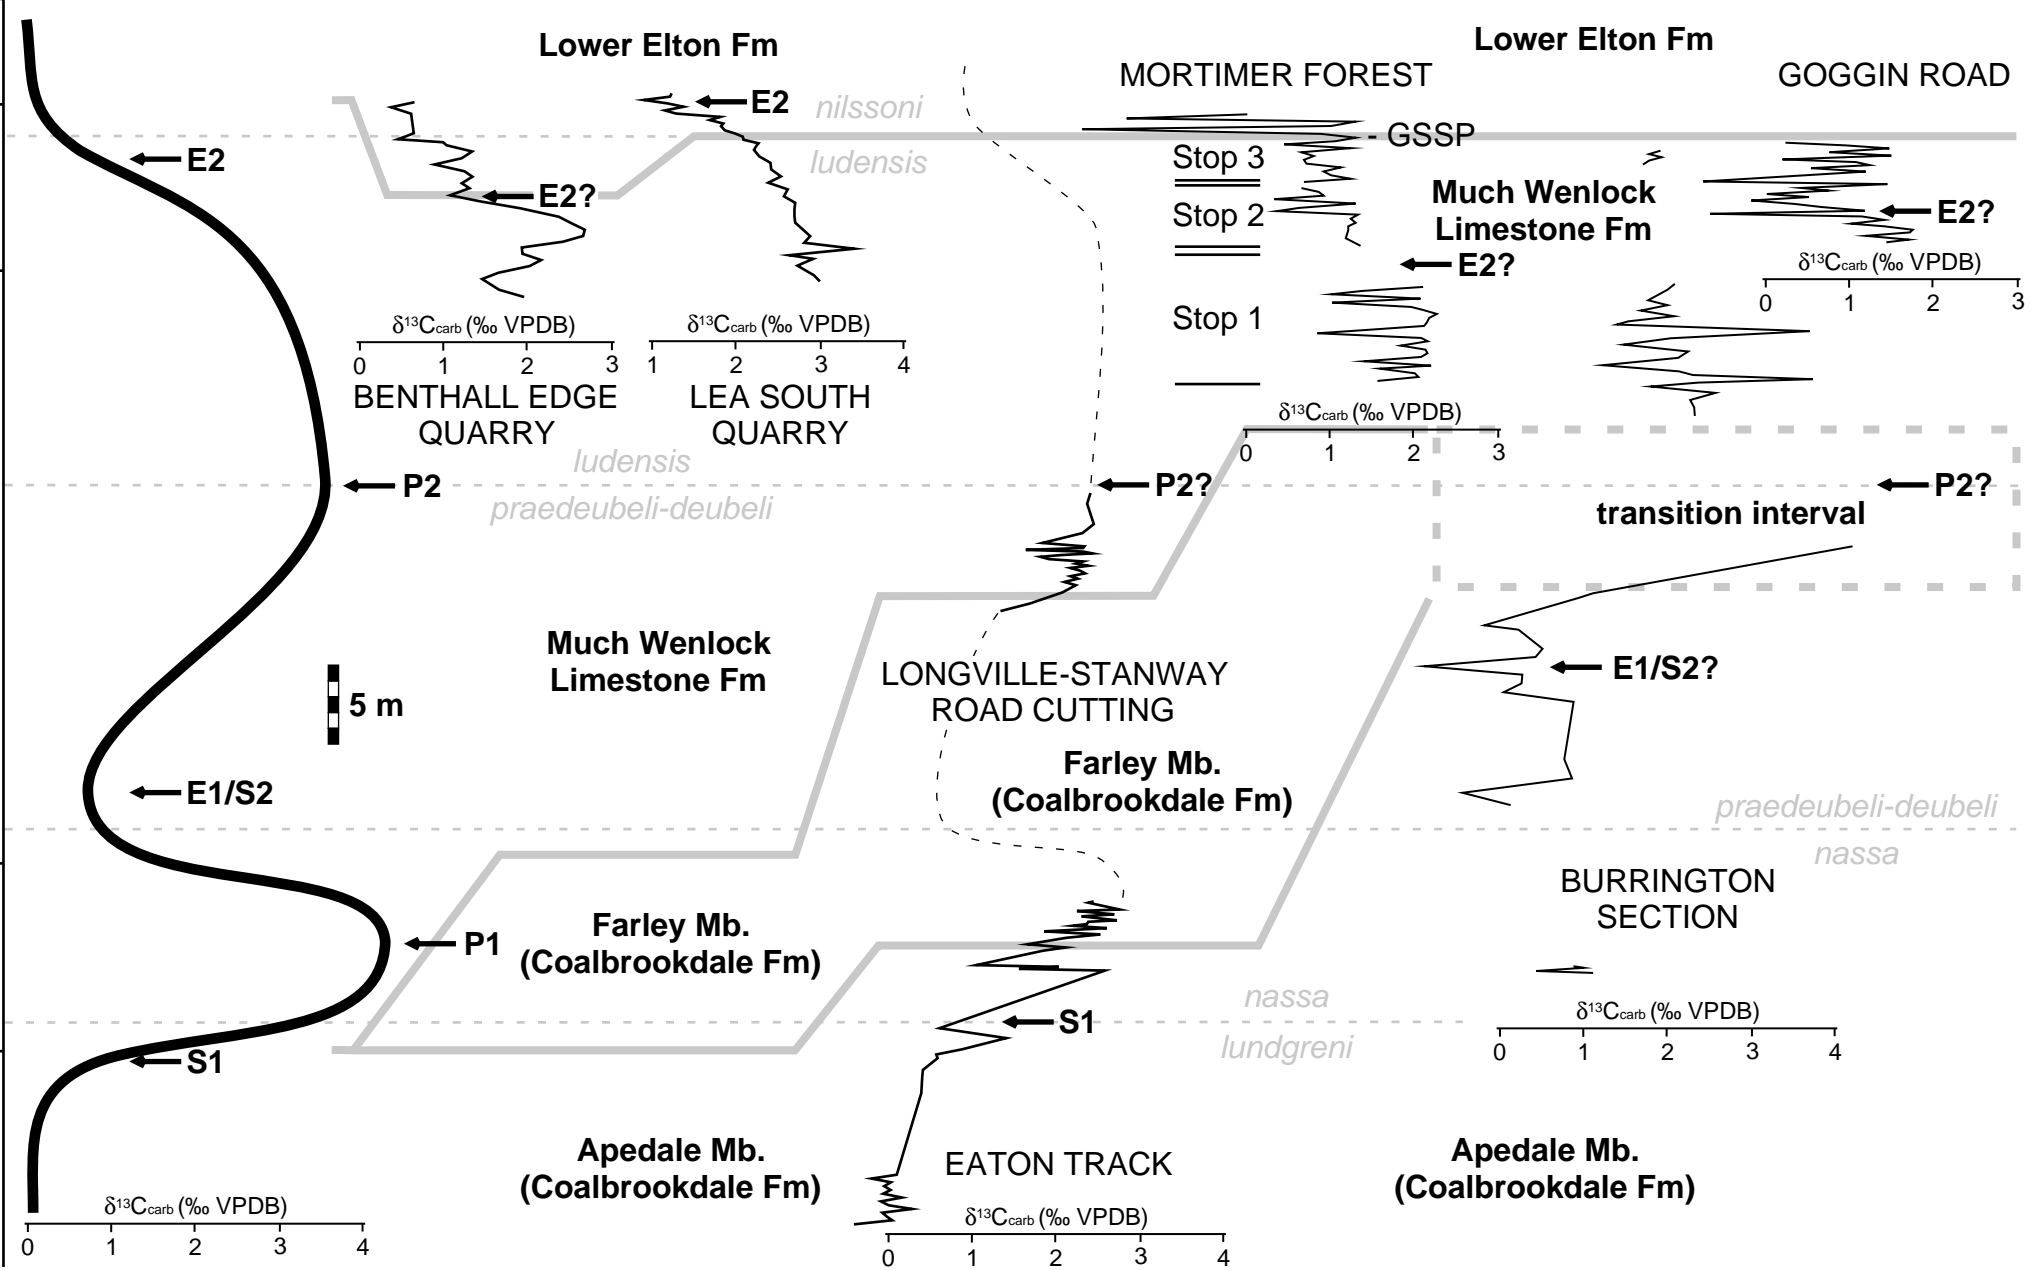 Lower Elton Fm
Lower Elton Fm
MORTIMER FOREST
GOGGIN ROAD
E2
nilssoni
- GSSP
E2
ludensis
Stop 3
E2?
Much Wenlock
Limestone Fm
Stop 2
E2?
E2?
δ13Ccarb (‰ VPDB)
0 1 2 3
Stop 1
δ13Ccarb (‰ VPDB)
0 1 2 3
BENTHALL EDGE
QUARRY
δ13Ccarb (‰ VPDB)
1 2 3 4
LEA SOUTH
QUARRY
δ13Ccarb (‰ VPDB)
0 1 2 3
ludensis
P2
P2?
P2?
praedeubeli-deubeli
transition interval
Much Wenlock
Limestone Fm
5 m
LONGVILLE-STANWAY
ROAD CUTTING
E1/S2?
Farley Mb.
(Coalbrookdale Fm)
E1/S2
praedeubeli-deubeli
nassa
BURRINGTON
SECTION
Farley Mb.
(Coalbrookdale Fm)
P1
nassa
S1
lundgreni
δ13Ccarb (‰ VPDB)
0 1 2 3 4
S1
Apedale Mb.
(Coalbrookdale Fm)
EATON TRACK
Apedale Mb.
(Coalbrookdale Fm)
δ13Ccarb (‰ VPDB)
0 1 2 3 4
δ13Ccarb (‰ VPDB)
0 1 2 3 4